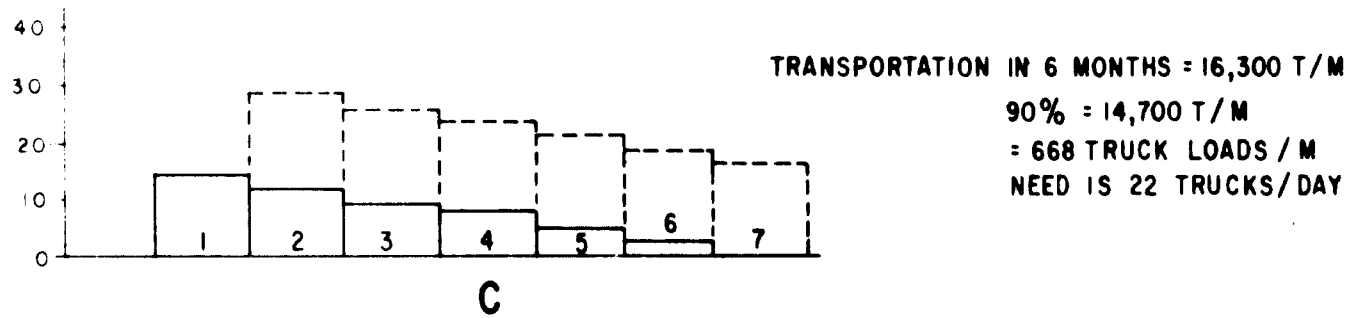 40
30
20
10
0
1 2 3 4 5 6 7
C
TRANSPORTATION IN 6 MONTHS = 16,300 T/M
90% = 14,700 T/M
= 668 TRUCK LOADS / M
NEED IS 22 TRUCKS/DAY